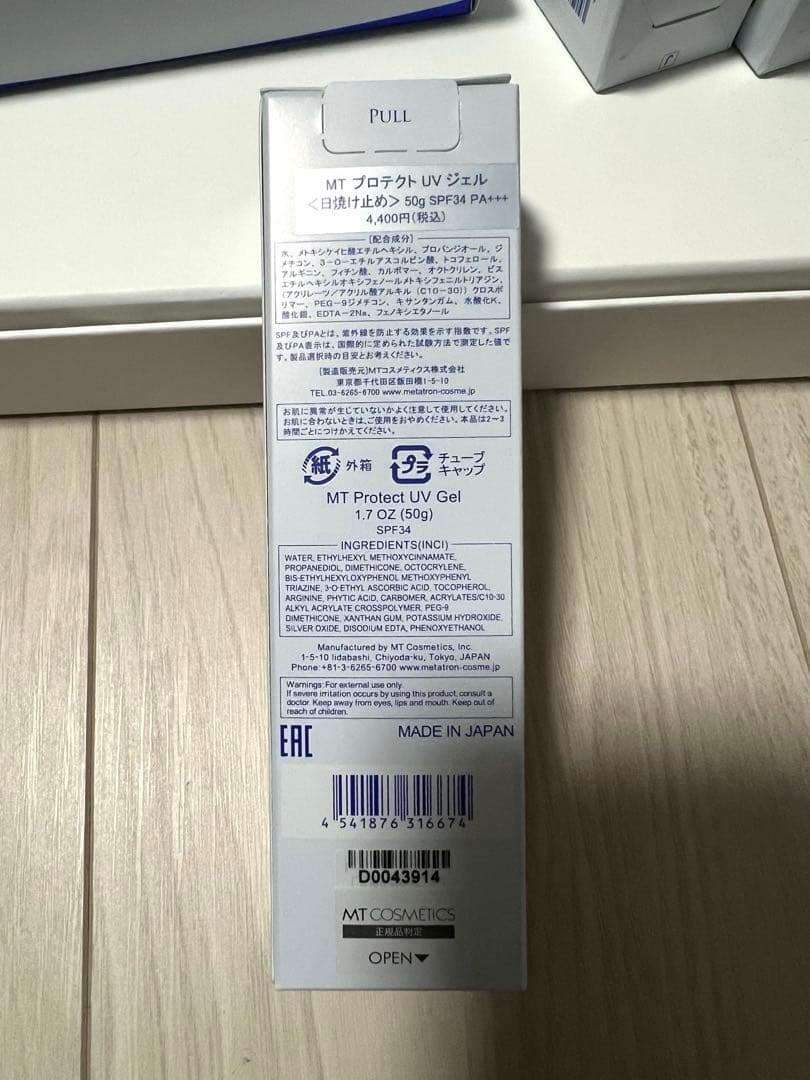 PULL
MT プロテクト UV ジェル
＜日焼け止め＞ 50g SPF34 PA+++
4,400円(税込)
[配合成分]
水、メトキシケイヒ酸エチルヘキシル、プロパンジオール、ジ
メチコン、3-O-エチルアスコルビン酸、トコフェロール、
アルギニン、フィチン酸、カルボマー、オクトクリレン、ビス
エチルヘキシルオキシフェノールメトキシフェニルトリアジン、
(アクリレーツ/アクリル酸アルキル(C10-30))クロスポ
リマー、PEG-9ジメチコン、キサンタンガム、水酸化K、
酸化銀、EDTA-2Na、フェノキシエタノール
SPF及びPAとは、紫外線を防止する効果を示す指数です。SPF
及びPA表示は、国際的に定められた試験方法で測定した値で
す。製品選択時の目安とお考えください。
[製造販売元]MTコスメティクス株式会社
東京都千代田区飯田橋1-5-10
TEL.03-6265-6700 www.metatron-cosme.jp
お肌に異常が生じていないかよく注意して使用してください。
お肌に合わないときは、ご使用をおやめください。本品は2~3
時間ごとにつけかえてください。
紙 外箱 プラ チューブ
キャップ
MT Protect UV Gel
1.7 OZ (50g)
SPF34
INGREDIENTS(INCI)
WATER, ETHYLHEXYL METHOXYCINNAMATE,
PROPANEDIOL, DIMETHICONE, OCTOCRYLENE,
BIS-ETHYLHEXYLOXYPHENOL METHOXYPHENYL
TRIAZINE, 3-O-ETHYL ASCORBIC ACID, TOCOPHEROL,
ARGININE, PHYTIC ACID, CARBOMER, ACRYLATES/C10-30
ALKYL ACRYLATE CROSSPOLYMER, PEG-9
DIMETHICONE, XANTHAN GUM, POTASSIUM HYDROXIDE,
SILVER OXIDE, DISODIUM EDTA, PHENOXYETHANOL
Manufactured by MT Cosmetics, Inc.
1-5-10 Iidabashi, Chiyoda-ku, Tokyo, JAPAN
Phone:+81-3-6265-6700 www.metatron-cosme.jp
Warnings: For external use only.
If severe irritation occurs by using this product, consult a
doctor. Keep away from eyes, lips and mouth. Keep out of
reach of children.
EAC MADE IN JAPAN
4 541876 316674
D0043914
MT COSMETICS
正規品判定
OPEN▼